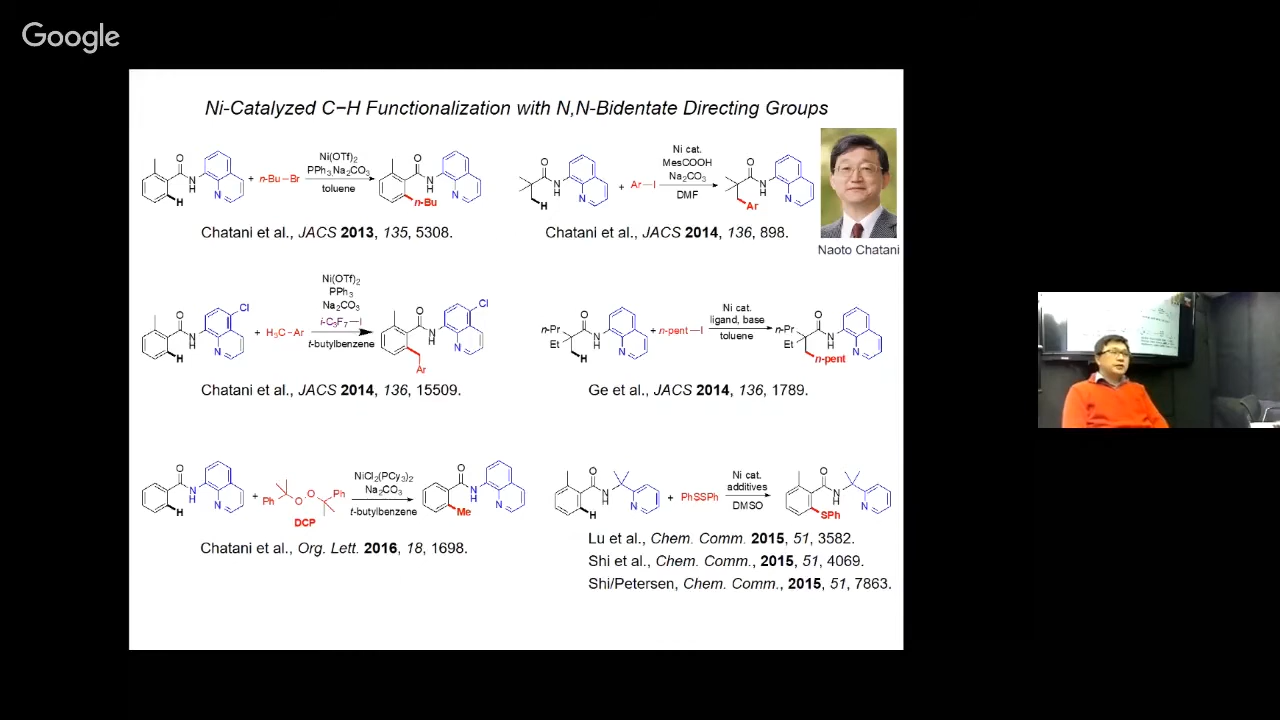 Google
Ni-Catalyzed C−H Functionalization with N,N-Bidentate Directing Groups
O
N
H
H
N
+
n-Bu−Br
Ni(OTf)2
PPh3,Na2CO3
toluene
O
N
H
N
n-Bu
Chatani et al., JACS 2013, 135, 5308.
O
N
H
H
N
+
Ar−I
Ni cat.
MesCOOH
Na2CO3
DMF
O
N
H
N
Ar
Chatani et al., JACS 2014, 136, 898.
Naoto Chatani
O
N
H
H
N
Cl
+
H3C−Ar
Ni(OTf)2
PPh3
Na2CO3
i-C3F7−I
t-butylbenzene
O
N
H
N
Cl
Ar
Chatani et al., JACS 2014, 136, 15509.
n-Pr
Et
O
H
N
H
N
+
n-pent−I
Ni cat.
ligand, base
toluene
n-Pr
Et
O
H
N
N
n-pent
Ge et al., JACS 2014, 136, 1789.
O
N
H
H
N
+
Ph
O
O
Ph
DCP
NiCl2(PCy3)2
Na2CO3
t-butylbenzene
O
N
H
N
Me
Chatani et al., Org. Lett. 2016, 18, 1698.
O
N
H
H
N
+
PhSSPh
Ni cat.
additives
DMSO
O
N
H
N
SPh
Lu et al., Chem. Comm. 2015, 51, 3582.
Shi et al., Chem. Comm., 2015, 51, 4069.
Shi/Petersen, Chem. Comm., 2015, 51, 7863.